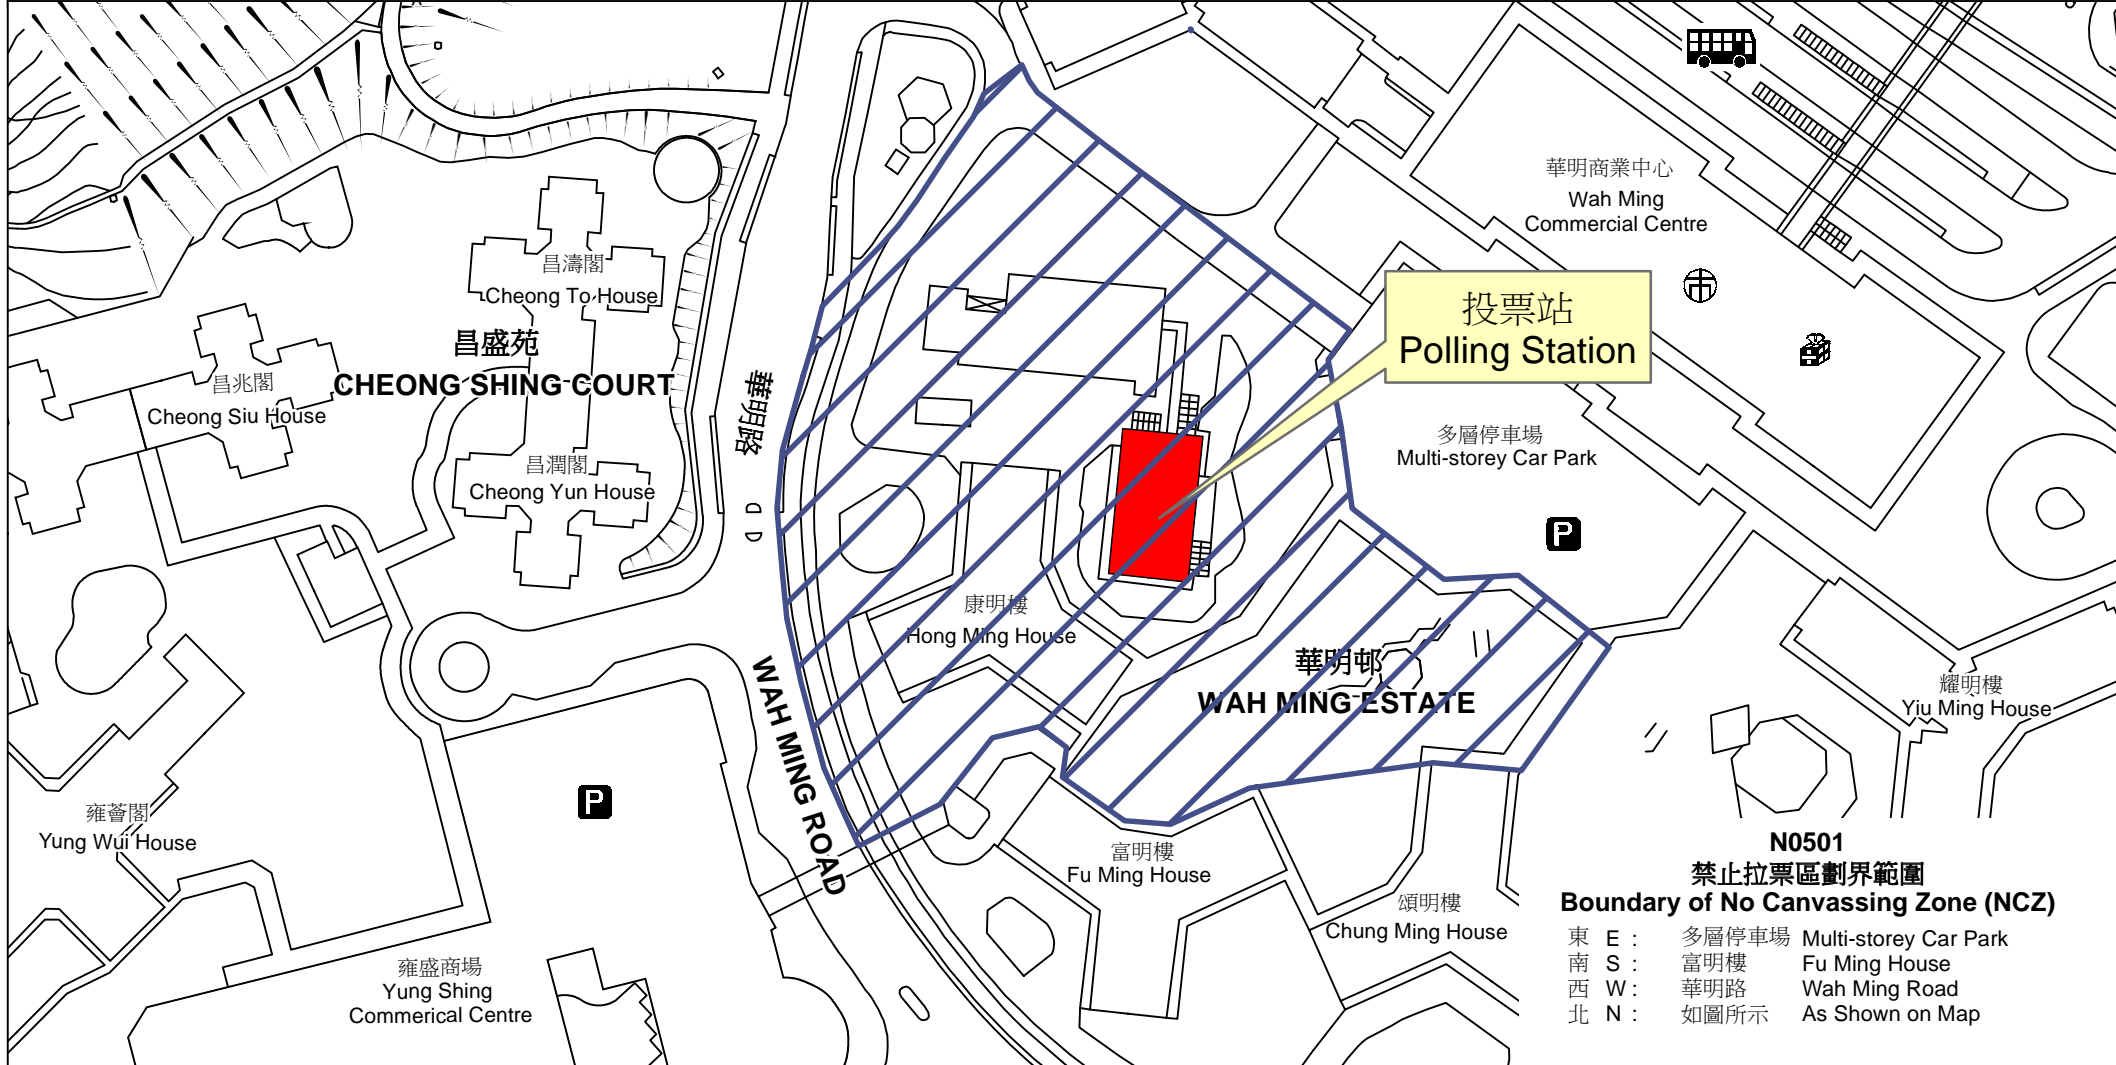 華明商業中心
Wah Ming
Commercial Centre
昌濤閣
Cheong To House
投票站
Polling Station
昌盛苑
CHEONG SHING COURT
昌兆閣
Cheong Siu House
華明路
多層停車場
Multi-storey Car Park
昌潤閣
Cheong Yun House
P
康明樓
Hong Ming House
華明邨
WAH MING ESTATE
耀明樓
Yiu Ming House
WAH MING ROAD
P
雍薈閣
Yung Wui House
富明樓
Fu Ming House
頌明樓
Chung Ming House
雍盛商場
Yung Shing
Commerical Centre
N0501
禁止拉票區劃界範圍
Boundary of No Canvassing Zone (NCZ)
東 E : 多層停車場 Multi-storey Car Park
南 S : 富明樓 Fu Ming House
西 W : 華明路 Wah Ming Road
北 N : 如圖所示 As Shown on Map